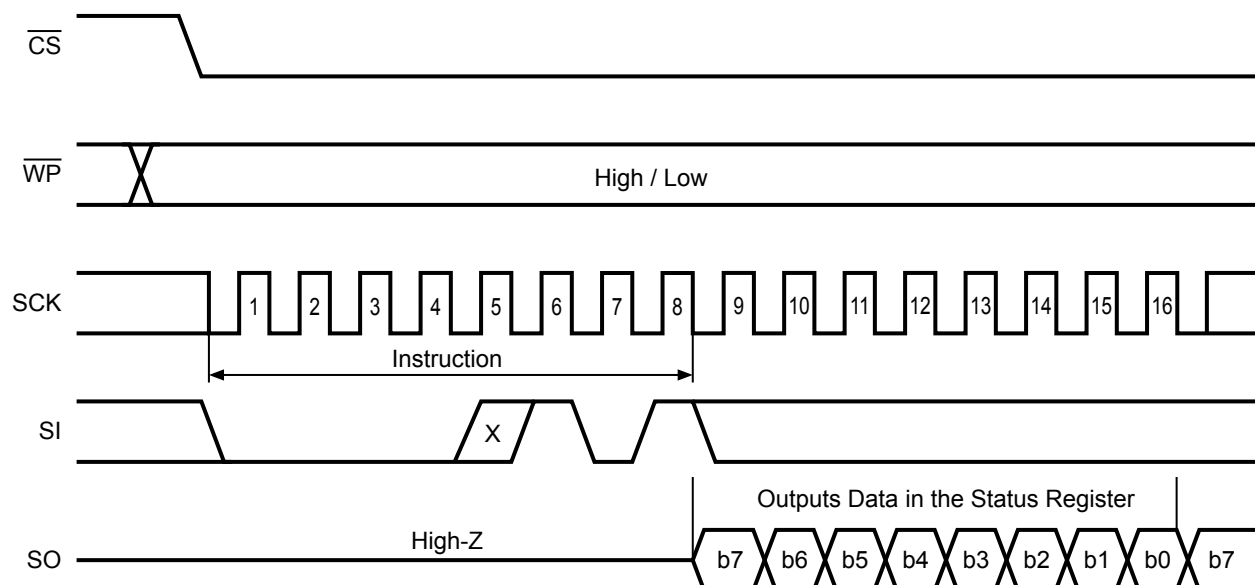 CS
WP
High / Low
SCK
1 2 3 4 5 6 7 8 9 10 11 12 13 14 15 16
Instruction
SI
X
Outputs Data in the Status Register
SO
High-Z
b7 b6 b5 b4 b3 b2 b1 b0 b7